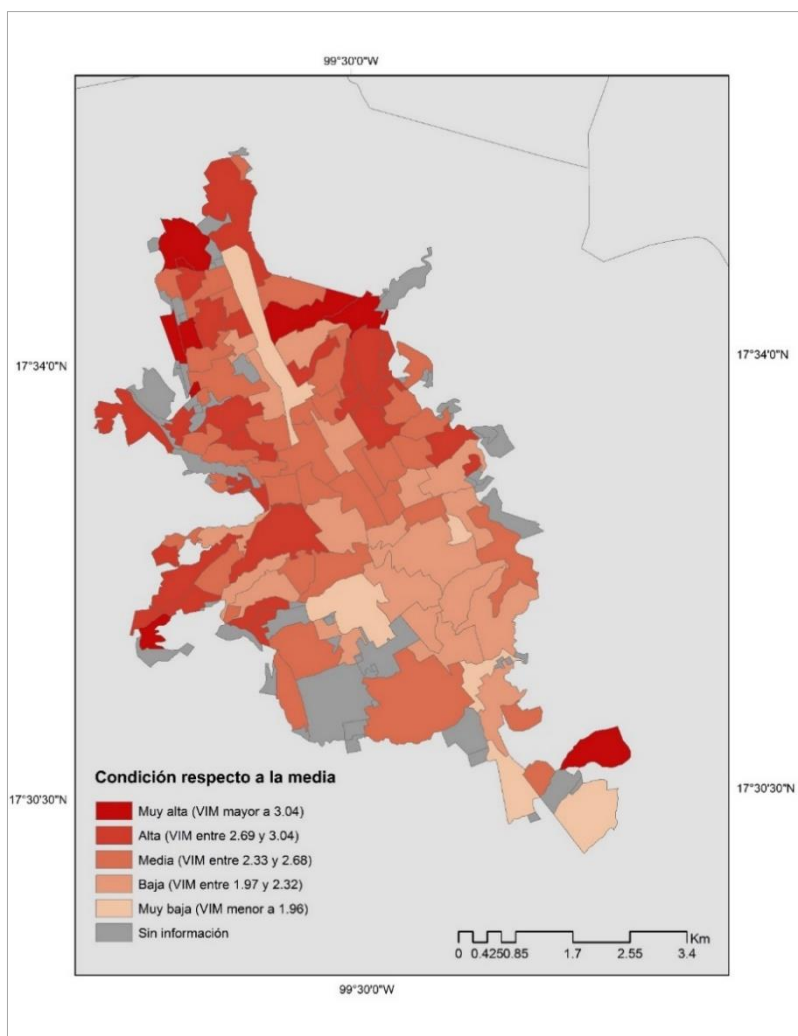 99°30'0"W
17°34'0"N
17°34'0"N
Condición respecto a la media
Muy alta (VIM mayor a 3.04)
Alta (VIM entre 2.69 y 3.04)
Media (VIM entre 2.33 y 2.68)
Baja (VIM entre 1.97 y 2.32)
Muy baja (VIM menor a 1.96)
Sin información
17°30'30"N
17°30'30"N
Km
0 0.4250.85 1.7 2.55 3.4
99°30'0"W